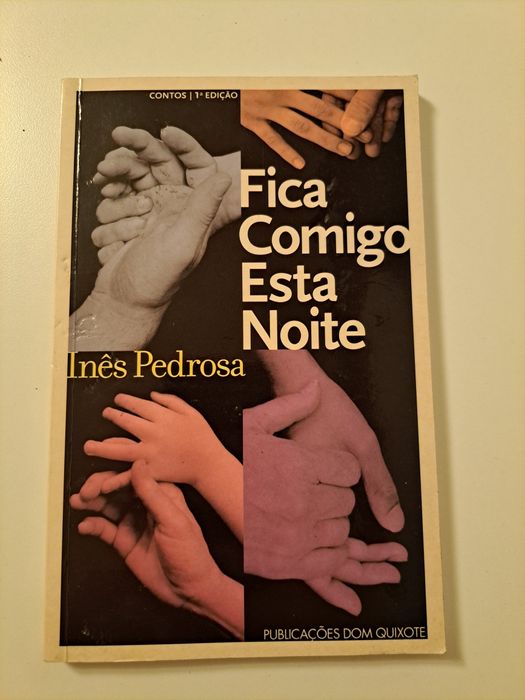 CONTOS | 1ª EDIÇÃO
Fica
Comigo
Esta
Noite
Inês Pedrosa
PUBLICAÇÕES DOM QUIXOTE